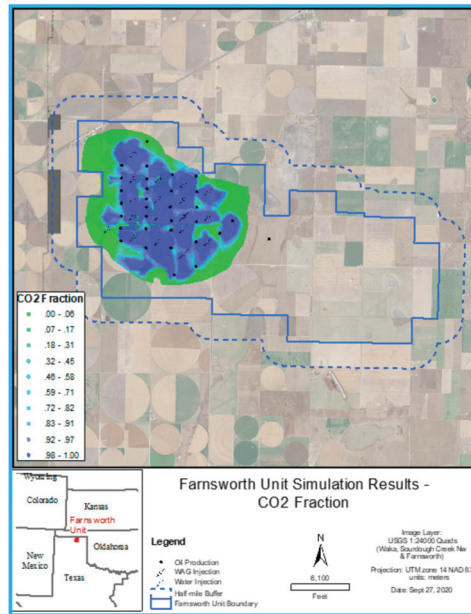 CO2 Fraction
.00 - .06
.07 - .17
.18 - .31
.32 - .45
.46 - .58
.59 - .71
.72 - .82
.83 - .91
.92 - .97
.98 - 1.00
Wyoming
Colorado
Kansas
Farnsworth
Unit
Oklahoma
New
Mexico
Texas
Farnsworth Unit Simulation Results -
CO2 Fraction
Legend
Oil Production
WAG Injection
Water Injection
Half-mile Buffer
Farnsworth Unit Boundary
N
6,100
Feet
Image Layer:
USGS 1:24000 Quads
(Waka, Sourdough Creek Nw
& Farnsworth)
Projection: UTM zone 14 NAD 83
units: meters
Date: Sept 27, 2020